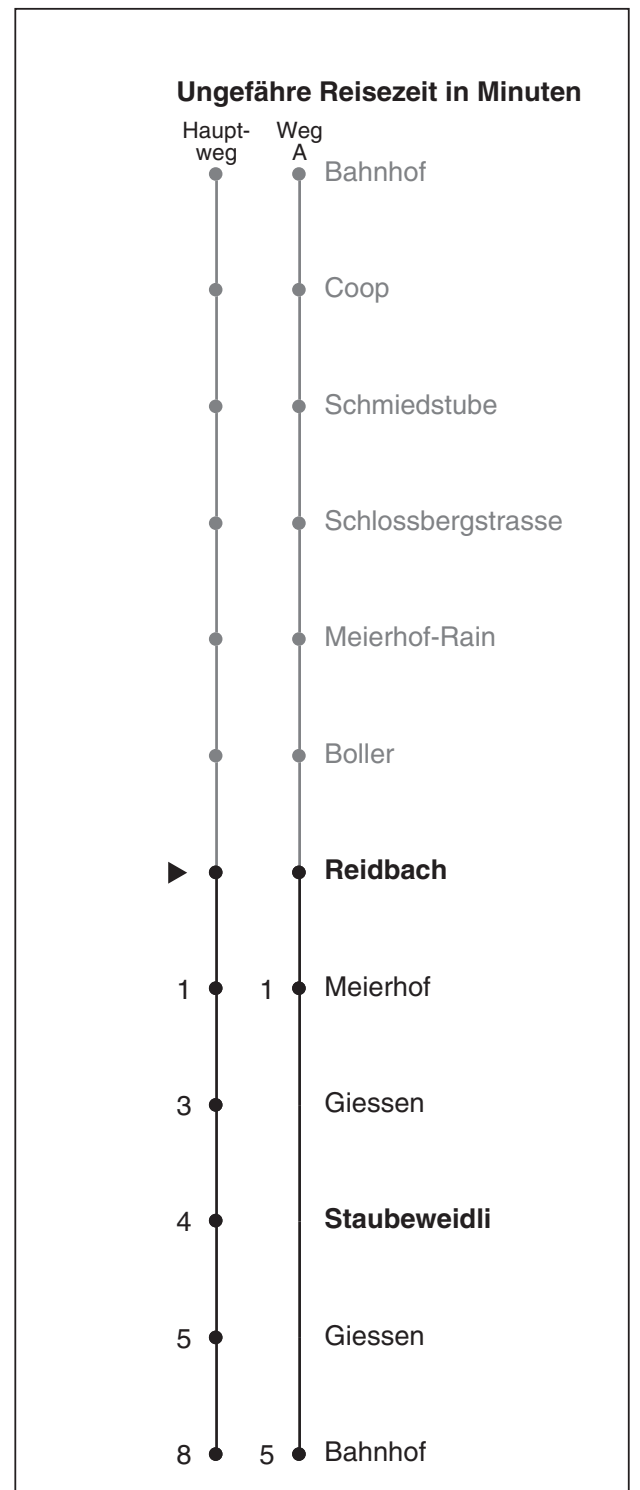 Ungefähre Reisezeit in Minuten
Haupt- Weg
weg A
Bahnhof
Coop
Schmiedstube
Schlossbergstrasse
Meierhof-Rain
Boller
Reidbach
1 1 Meierhof
3 Giessen
4 Staubeweidli
5 Giessen
8 5 Bahnhof